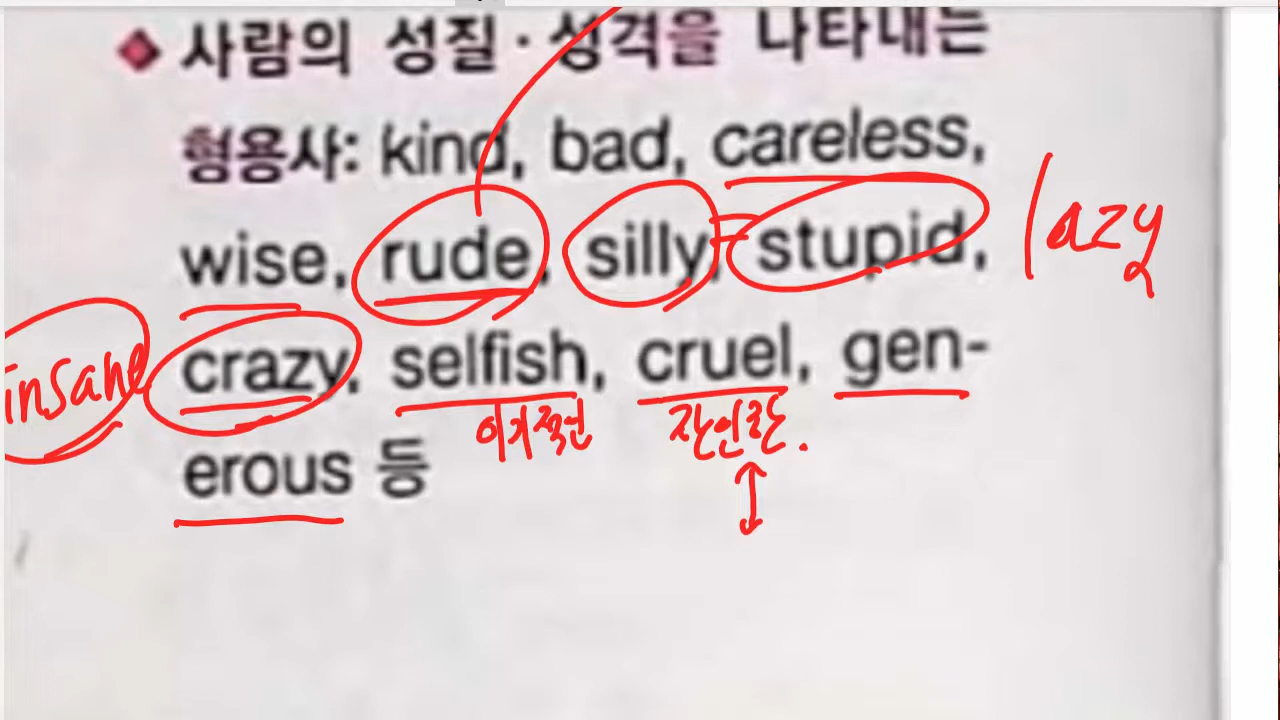 ◆ 사람의 성질·성격을 나타내는
형용사: kind, bad, careless,
wise, rude, silly, stupid, lazy
insane crazy, selfish, cruel, gen-
이기적인 잔인한.
erous 등